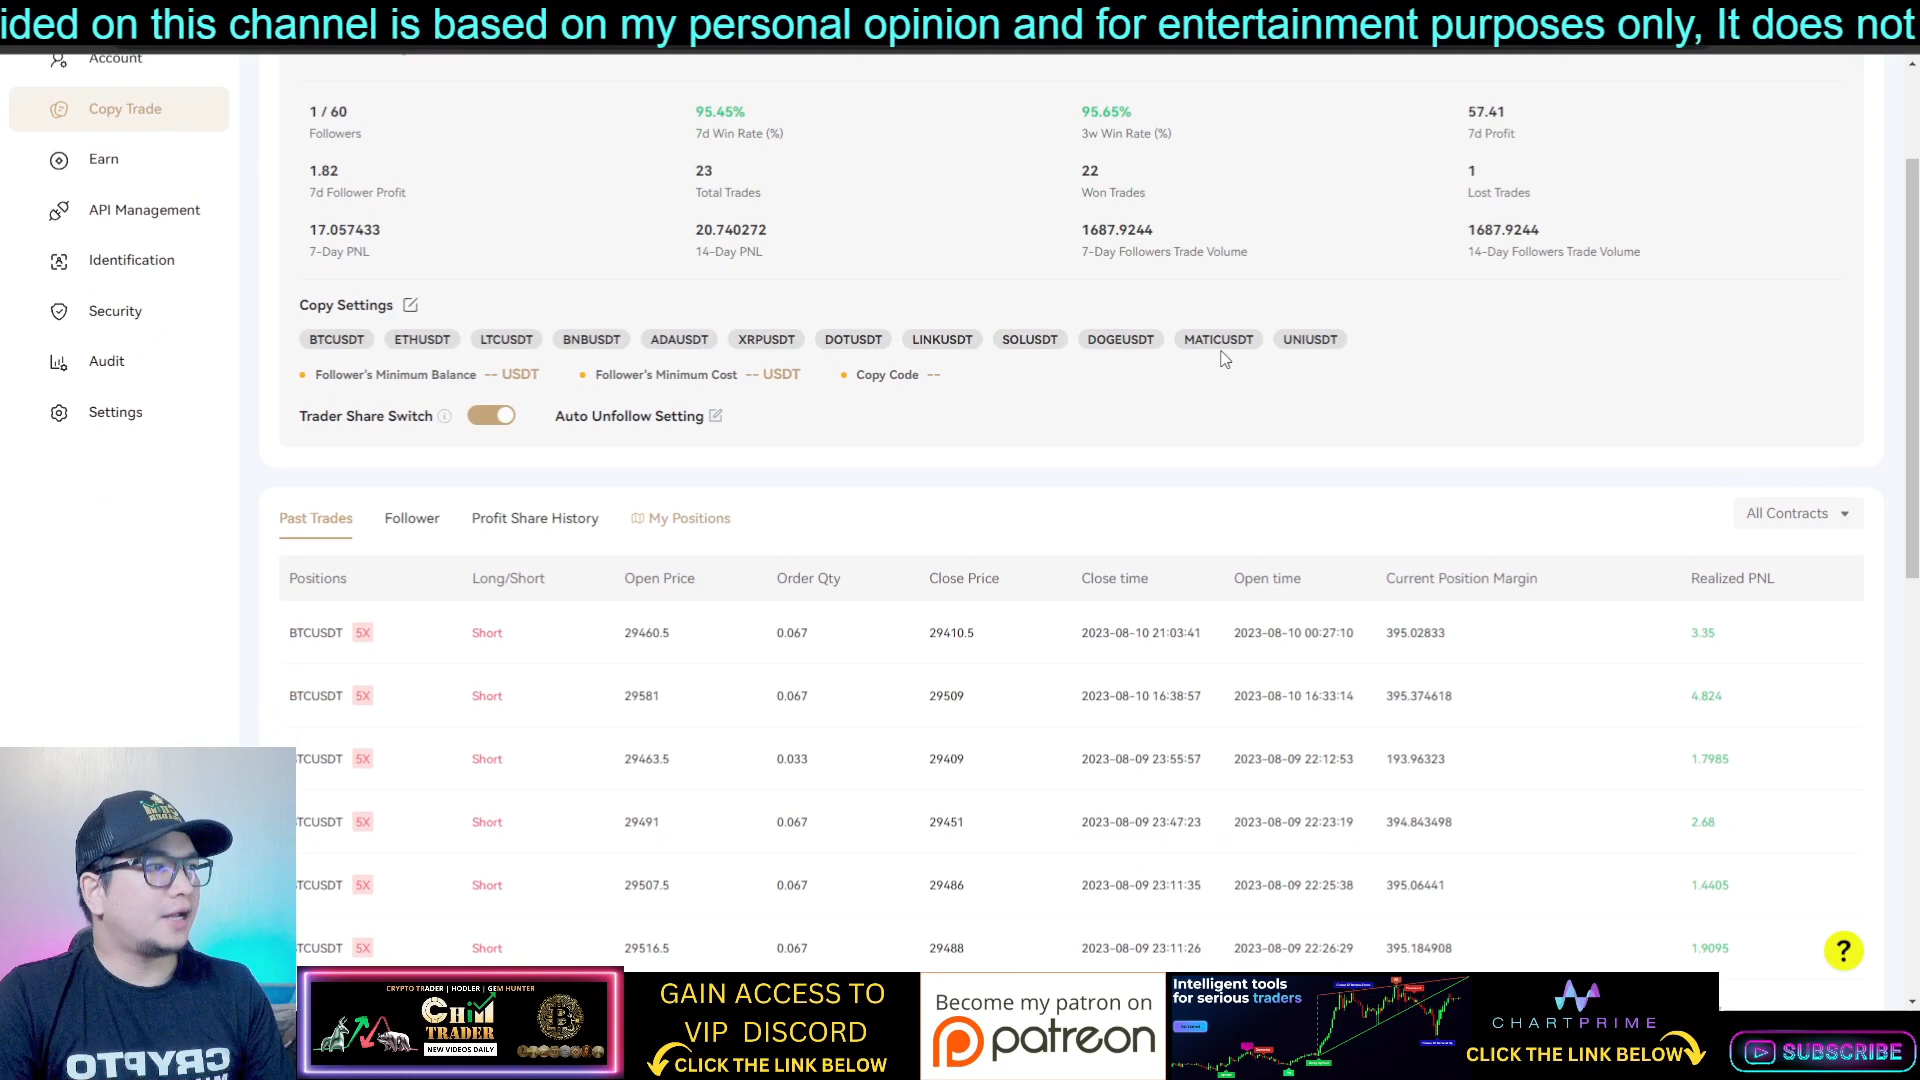 ided on this channel is based on my personal opinion and for entertainment purposes only, It does not
Account
Copy Trade
Earn
API Management
Identification
Security
Audit
Settings
1 / 60
Followers
95.45%
7d Win Rate (%)
95.65%
3w Win Rate (%)
57.41
7d Profit
1.82
7d Follower Profit
23
Total Trades
22
Won Trades
1
Lost Trades
17.057433
7-Day PNL
20.740272
14-Day PNL
1687.9244
7-Day Followers Trade Volume
1687.9244
14-Day Followers Trade Volume
Copy Settings
BTCUSDT ETHUSDT LTCUSDT BNBUSDT ADAUSDT XRPUSDT DOTUSDT LINKUSDT SOLUSDT DOGEUSDT MATICUSDT UNIUSDT
Follower's Minimum Balance -- USDT Follower's Minimum Cost -- USDT Copy Code --
Trader Share Switch Auto Unfollow Setting
Past Trades Follower Profit Share History My Positions All Contracts
Positions Long/Short Open Price Order Qty Close Price Close time Open time Current Position Margin Realized PNL
BTCUSDT 5X Short 29460.5 0.067 29410.5 2023-08-10 21:03:41 2023-08-10 00:27:10 395.02833 3.35
BTCUSDT 5X Short 29581 0.067 29509 2023-08-10 16:38:57 2023-08-10 16:33:14 395.374618 4.824
TCUSDT 5X Short 29463.5 0.033 29409 2023-08-09 23:55:57 2023-08-09 22:12:53 193.96323 1.7985
TCUSDT 5X Short 29491 0.067 29451 2023-08-09 23:47:23 2023-08-09 22:23:19 394.843498 2.68
TCUSDT 5X Short 29507.5 0.067 29486 2023-08-09 23:11:35 2023-08-09 22:25:38 395.06441 1.4405
TCUSDT 5X Short 29516.5 0.067 29488 2023-08-09 23:11:26 2023-08-09 22:26:29 395.184908 1.9095
?
CRYPTO
CRYPTO TRADER | HODLER | GEM HUNTER
CHIM
TRADER
NEW VIDEOS DAILY
GAIN ACCESS TO
VIP DISCORD
CLICK THE LINK BELOW
Become my patron on
patreon
Intelligent tools
for serious traders
CHARTPRIME
CLICK THE LINK BELOW
SUBSCRIBE